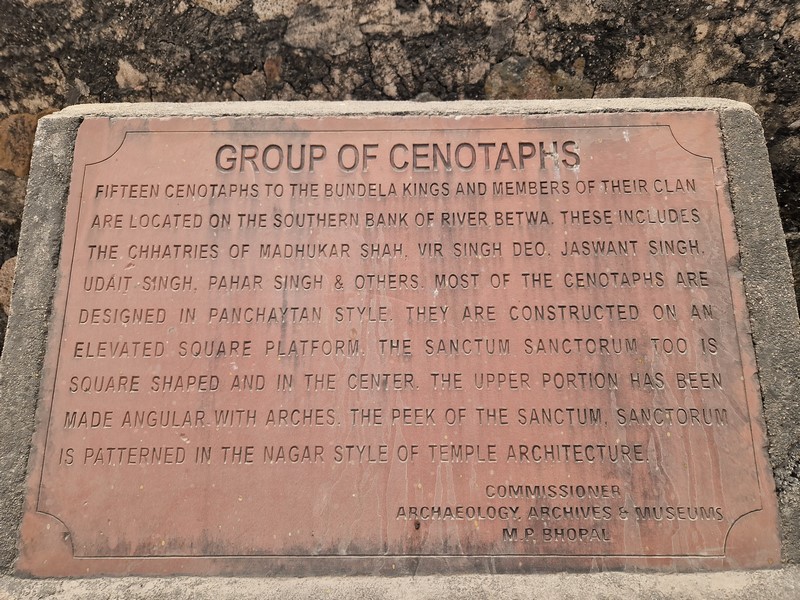 GROUP OF CENOTAPHS
FIFTEEN CENOTAPHS TO THE BUNDELA KINGS AND MEMBERS OF THEIR CLAN
ARE LOCATED ON THE SOUTHERN BANK OF RIVER BETWA. THESE INCLUDES
THE CHHATRIES OF MADHUKAR SHAH, VIR SINGH DEO, JASWANT SINGH,
UDAIT SINGH, PAHAR SINGH & OTHERS. MOST OF THE CENOTAPHS ARE
DESIGNED IN PANCHAYTAN STYLE. THEY ARE CONSTRUCTED ON AN
ELEVATED SQUARE PLATFORM. THE SANCTUM SANCTORUM TOO IS
SQUARE SHAPED AND IN THE CENTER. THE UPPER PORTION HAS BEEN
MADE ANGULAR WITH ARCHES. THE PEEK OF THE SANCTUM, SANCTORUM
IS PATTERNED IN THE NAGAR STYLE OF TEMPLE ARCHITECTURE.
COMMISSIONER
ARCHAEOLOGY, ARCHIVES & MUSEUMS
M.P. BHOPAL